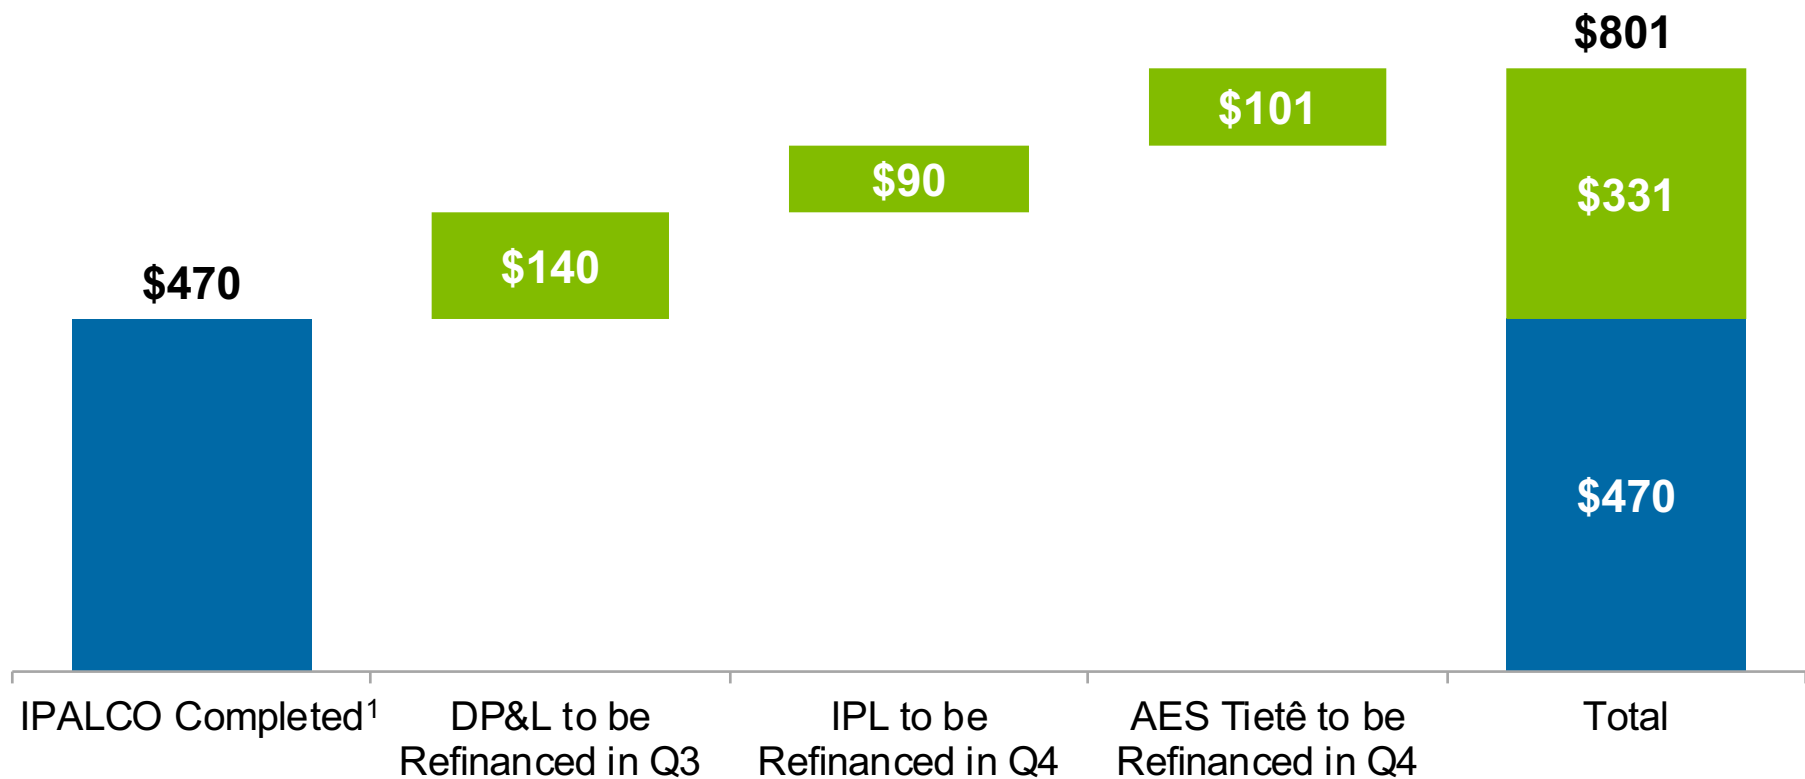 $801
$101
$90
$331
$140
$470
$470
IPALCO Completed¹
DP&L to be
Refinanced in Q3
IPL to be
Refinanced in Q4
AES Tietê to be
Refinanced in Q4
Total